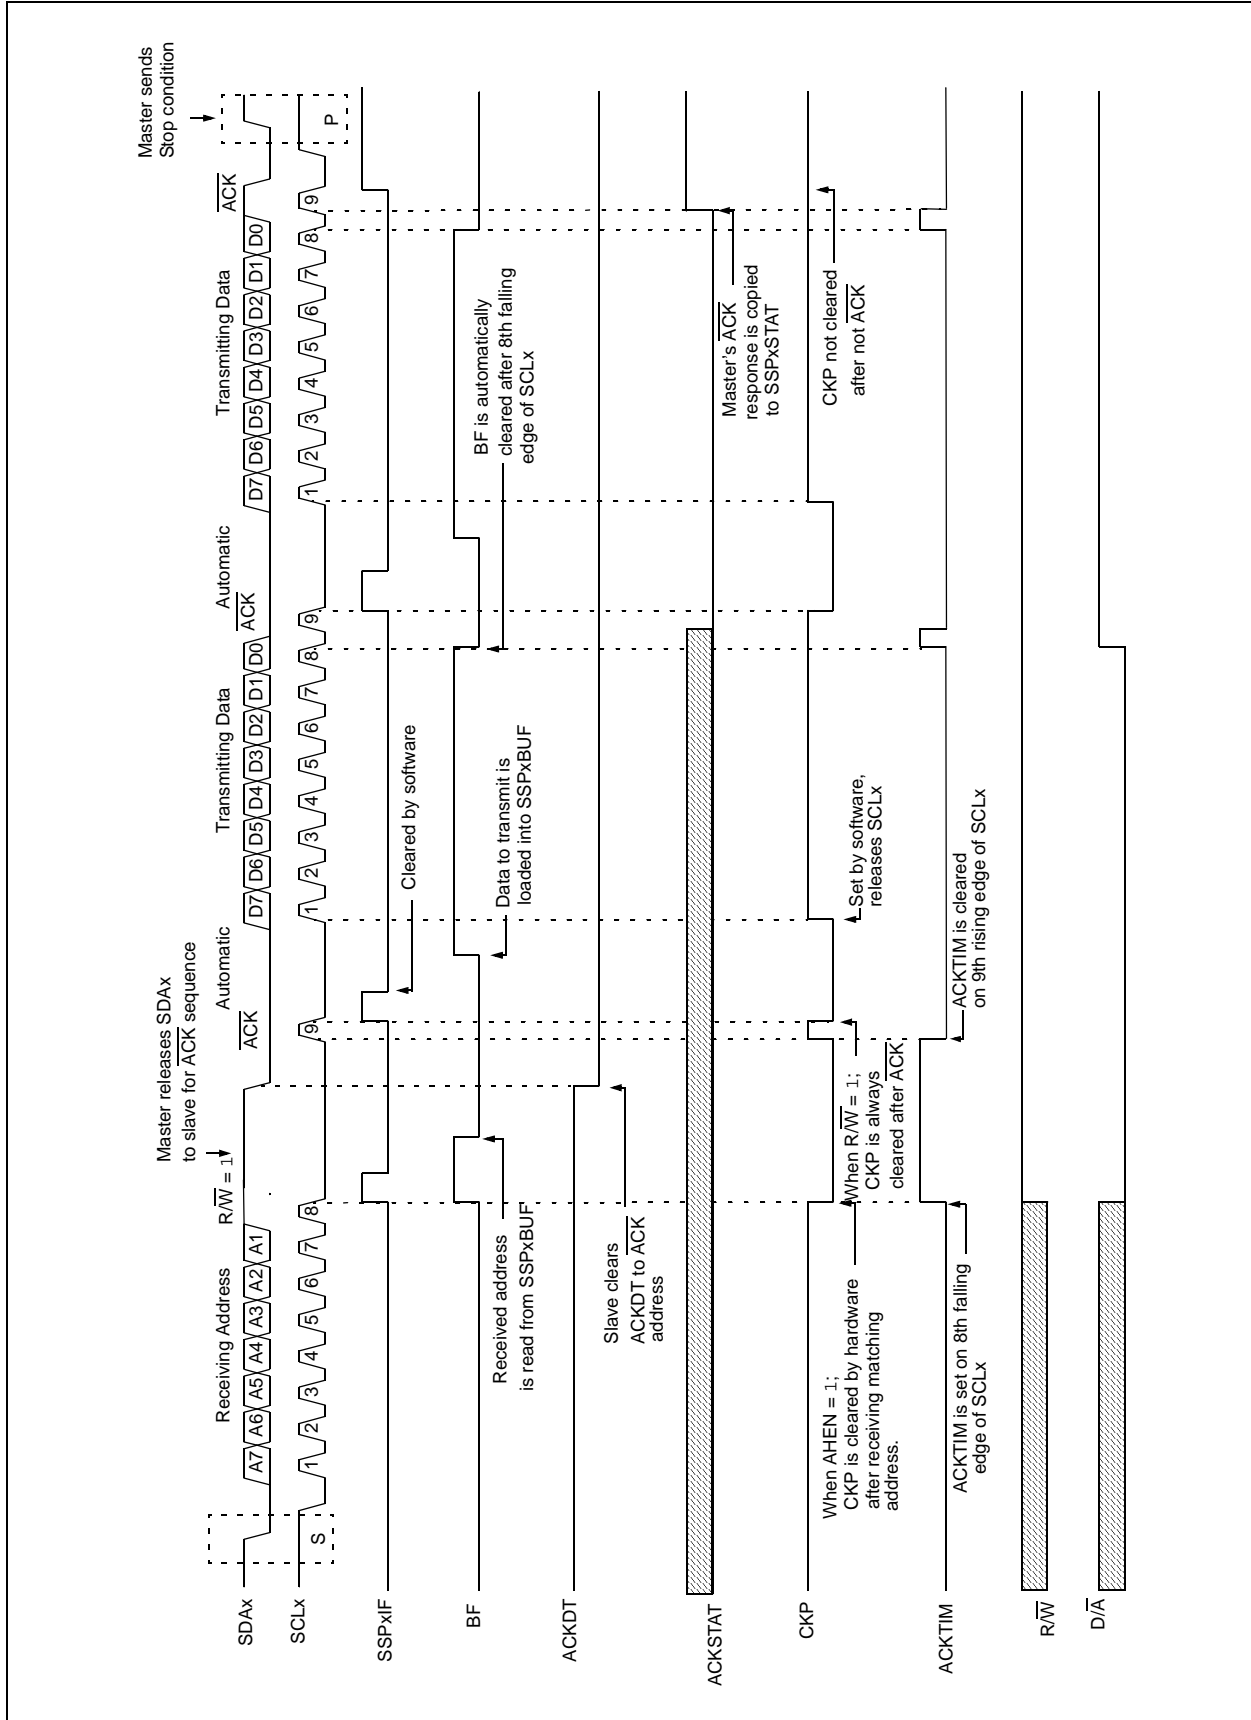 Master releases SDAx
to slave for ACK sequence
Master sends
Stop condition
Receiving Address R/W = 1 ACK Automatic Transmitting Data ACK Automatic Transmitting Data ACK
SDAx A7 A6 A5 A4 A3 A2 A1 D7 D6 D5 D4 D3 D2 D1 D0 D7 D6 D5 D4 D3 D2 D1 D0
SCLx 1 2 3 4 5 6 7 8 9 1 2 3 4 5 6 7 8 9 1 2 3 4 5 6 7 8 9
S P
SSPxIF
Cleared by software
BF
Received address
is read from SSPxBUF
Data to transmit is
loaded into SSPxBUF
BF is automatically
cleared after 8th falling
edge of SCLx
ACKDT
Slave clears
ACKDT to ACK
address
ACKSTAT
Master's ACK
response is copied
to SSPxSTAT
CKP
When AHEN = 1;
CKP is cleared by hardware
after receiving matching
address.
When R/W = 1;
CKP is always
cleared after ACK
Set by software,
releases SCLx
CKP not cleared
after not ACK
ACKTIM
ACKTIM is set on 8th falling
edge of SCLx
ACKTIM is cleared
on 9th rising edge of SCLx
R/W
D/A